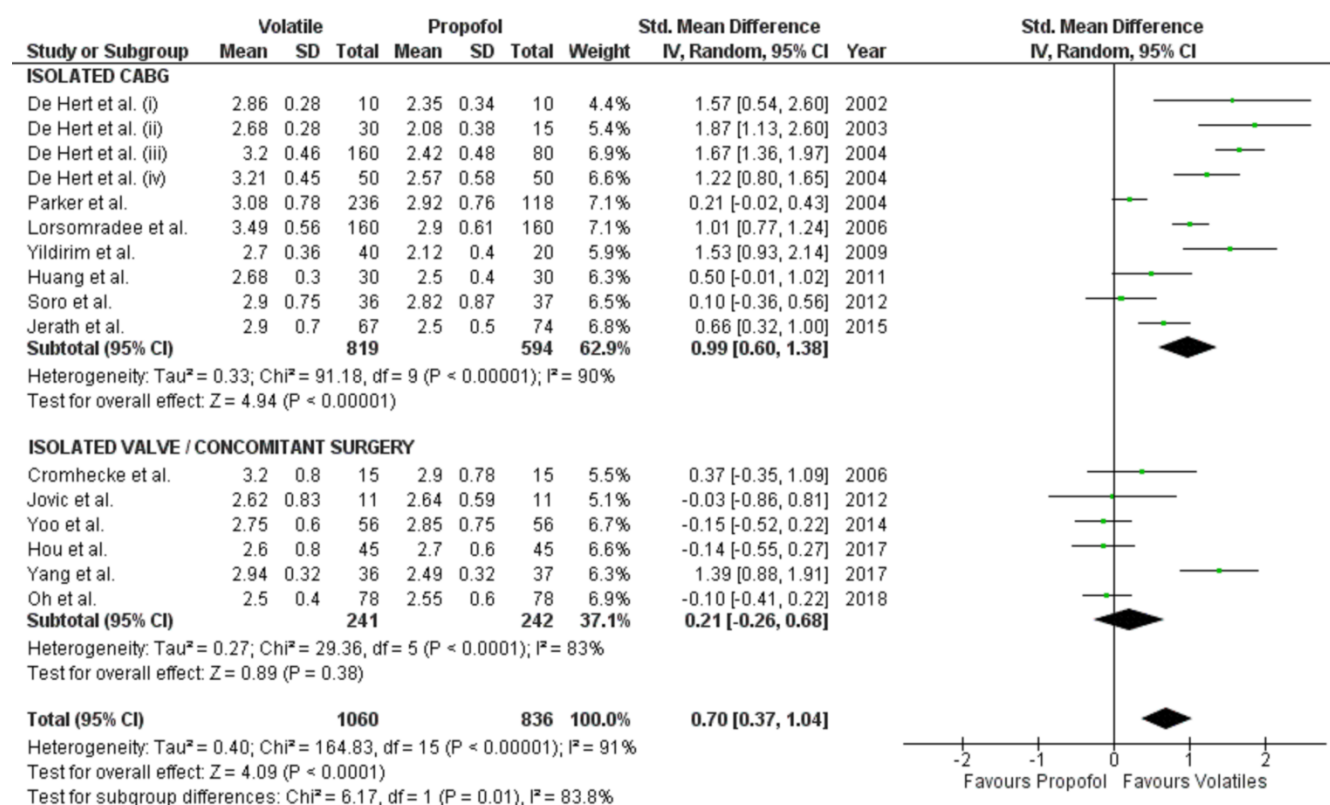 Volatile Propofol Std. Mean Difference Std. Mean Difference
Study or Subgroup Mean SD Total Mean SD Total Weight IV, Random, 95% CI Year IV, Random, 95% CI
ISOLATED CABG
De Hert et al. (i) 2.86 0.28 10 2.35 0.34 10 4.4% 1.57 [0.54, 2.60] 2002
De Hert et al. (ii) 2.68 0.28 30 2.08 0.38 15 5.4% 1.87 [1.13, 2.60] 2003
De Hert et al. (iii) 3.2 0.46 160 2.42 0.48 80 6.9% 1.67 [1.36, 1.97] 2004
De Hert et al. (iv) 3.21 0.45 50 2.57 0.58 50 6.6% 1.22 [0.80, 1.65] 2004
Parker et al. 3.08 0.78 236 2.92 0.76 118 7.1% 0.21 [-0.02, 0.43] 2004
Lorsomradee et al. 3.49 0.56 160 2.9 0.61 160 7.1% 1.01 [0.77, 1.24] 2006
Yildirim et al. 2.7 0.36 40 2.12 0.4 20 5.9% 1.53 [0.93, 2.14] 2009
Huang et al. 2.68 0.3 30 2.5 0.4 30 6.3% 0.50 [-0.01, 1.02] 2011
Soro et al. 2.9 0.75 36 2.82 0.87 37 6.5% 0.10 [-0.36, 0.56] 2012
Jerath et al. 2.9 0.7 67 2.5 0.5 74 6.8% 0.66 [0.32, 1.00] 2015
Subtotal (95% CI) 819 594 62.9% 0.99 [0.60, 1.38]
Heterogeneity: Tau² = 0.33; Chi² = 91.18, df = 9 (P < 0.00001); I² = 90%
Test for overall effect: Z = 4.94 (P < 0.00001)
ISOLATED VALVE / CONCOMITANT SURGERY
Cromhecke et al. 3.2 0.8 15 2.9 0.78 15 5.5% 0.37 [-0.35, 1.09] 2006
Jovic et al. 2.62 0.83 11 2.64 0.59 11 5.1% -0.03 [-0.86, 0.81] 2012
Yoo et al. 2.75 0.6 56 2.85 0.75 56 6.7% -0.15 [-0.52, 0.22] 2014
Hou et al. 2.6 0.8 45 2.7 0.6 45 6.6% -0.14 [-0.55, 0.27] 2017
Yang et al. 2.94 0.32 36 2.49 0.32 37 6.3% 1.39 [0.88, 1.91] 2017
Oh et al. 2.5 0.4 78 2.55 0.6 78 6.9% -0.10 [-0.41, 0.22] 2018
Subtotal (95% CI) 241 242 37.1% 0.21 [-0.26, 0.68]
Heterogeneity: Tau² = 0.27; Chi² = 29.36, df = 5 (P < 0.0001); I² = 83%
Test for overall effect: Z = 0.89 (P = 0.38)
Total (95% CI) 1060 836 100.0% 0.70 [0.37, 1.04]
Heterogeneity: Tau² = 0.40; Chi² = 164.83, df = 15 (P < 0.00001); I² = 91%
Test for overall effect: Z = 4.09 (P < 0.0001)
Test for subgroup differences: Chi² = 6.17, df = 1 (P = 0.01), I² = 83.8%
-2 -1 0 1 2
Favours Propofol Favours Volatiles